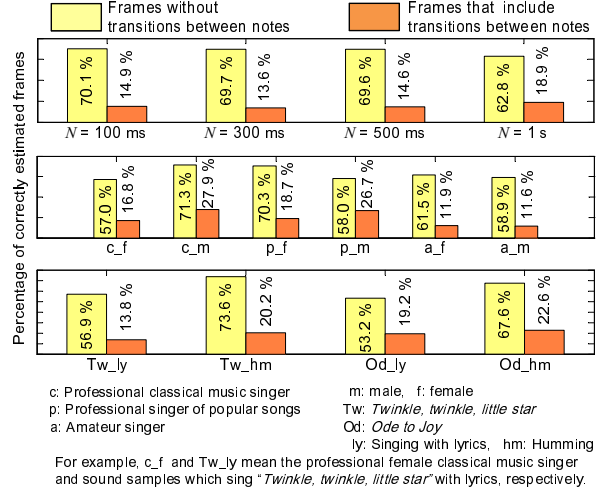 Frames without transitions between notes
Frames that include transitions between notes
Percentage of correctly estimated frames
70.1 % 14.9 % 69.7 % 13.6 % 69.6 % 14.6 % 62.8 % 18.9 %
N = 100 ms N = 300 ms N = 500 ms N = 1 s
57.0 % 16.8 % 71.3 % 27.9 % 70.3 % 18.7 % 58.0 % 26.7 % 61.5 % 11.9 % 58.9 % 11.6 %
c_f c_m p_f p_m a_f a_m
56.9 % 13.8 % 73.6 % 20.2 % 53.2 % 19.2 % 67.6 % 22.6 %
Tw_ly Tw_hm Od_ly Od_hm
c: Professional classical music singer
p: Professional singer of popular songs
a: Amateur singer
m: male, f: female
Tw: Twinkle, twinkle, little star
Od: Ode to Joy
ly: Singing with lyrics, hm: Humming
For example, c_f and Tw_ly mean the professional female classical music singer
and sound samples which sing “Twinkle, twinkle, little star” with lyrics, respectively.